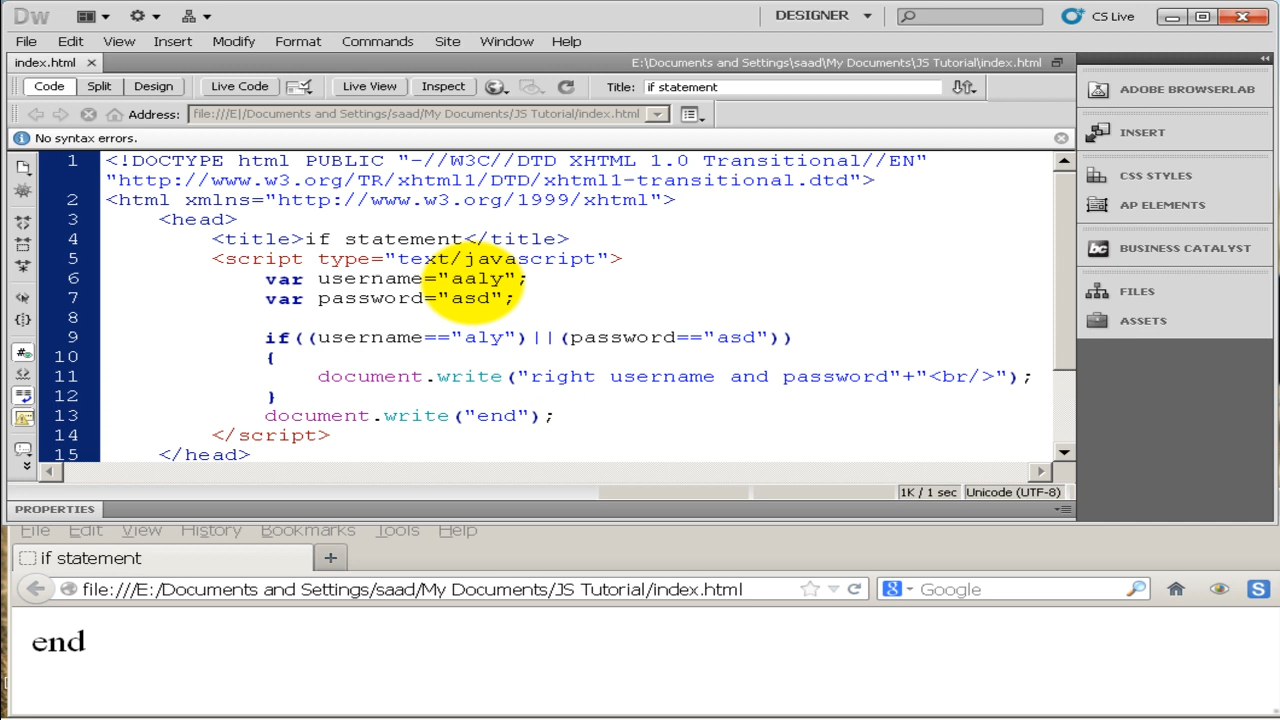 Dw DESIGNER CS Live
File Edit View Insert Modify Format Commands Site Window Help
index.html E:\Documents and Settings\saad\My Documents\JS Tutorial\index.html
Code Split Design Live Code Live View Inspect Title: if statement
Address: file:///E|/Documents and Settings/saad/My Documents/JS Tutorial/index.html
No syntax errors.
1 <!DOCTYPE html PUBLIC "-//W3C//DTD XHTML 1.0 Transitional//EN"
"http://www.w3.org/TR/xhtml1/DTD/xhtml1-transitional.dtd">
2 <html xmlns="http://www.w3.org/1999/xhtml">
3 <head>
4 <title>if statement</title>
5 <script type="text/javascript">
6 var username="aaly";
7 var password="asd";
8
9 if((username=="aly")||(password=="asd"))
10 {
11 document.write("right username and password"+"<br/>");
12 }
13 document.write("end");
14 </script>
15 </head>
1K / 1 sec Unicode (UTF-8)
PROPERTIES
ADOBE BROWSERLAB
INSERT
CSS STYLES
AP ELEMENTS
bc BUSINESS CATALYST
FILES
ASSETS
File Edit View History Bookmarks Tools Help
if statement +
file:///E:/Documents and Settings/saad/My Documents/JS Tutorial/index.html 8 Google S
end